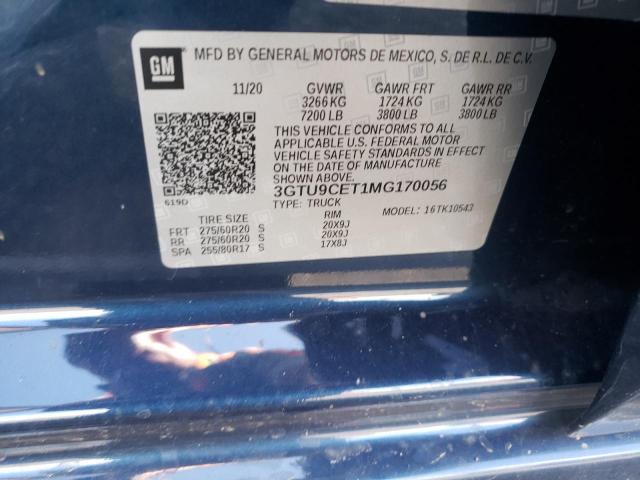 GM
MFD BY GENERAL MOTORS DE MEXICO, S. DE R.L. DE C.V.
11/20 GVWR GAWR FRT GAWR RR
3266 KG 1724 KG 1724 KG
7200 LB 3800 LB 3800 LB
THIS VEHICLE CONFORMS TO ALL
APPLICABLE U.S. FEDERAL MOTOR
VEHICLE SAFETY STANDARDS IN EFFECT
ON THE DATE OF MANUFACTURE
SHOWN ABOVE.
3GTU9CET1MG170056
619D TYPE: TRUCK MODEL: 16TK10543
TIRE SIZE RIM
FRT 275/60R20 S 20X9J
RR 275/60R20 S 20X9J
SPA 255/80R17 S 17X8J